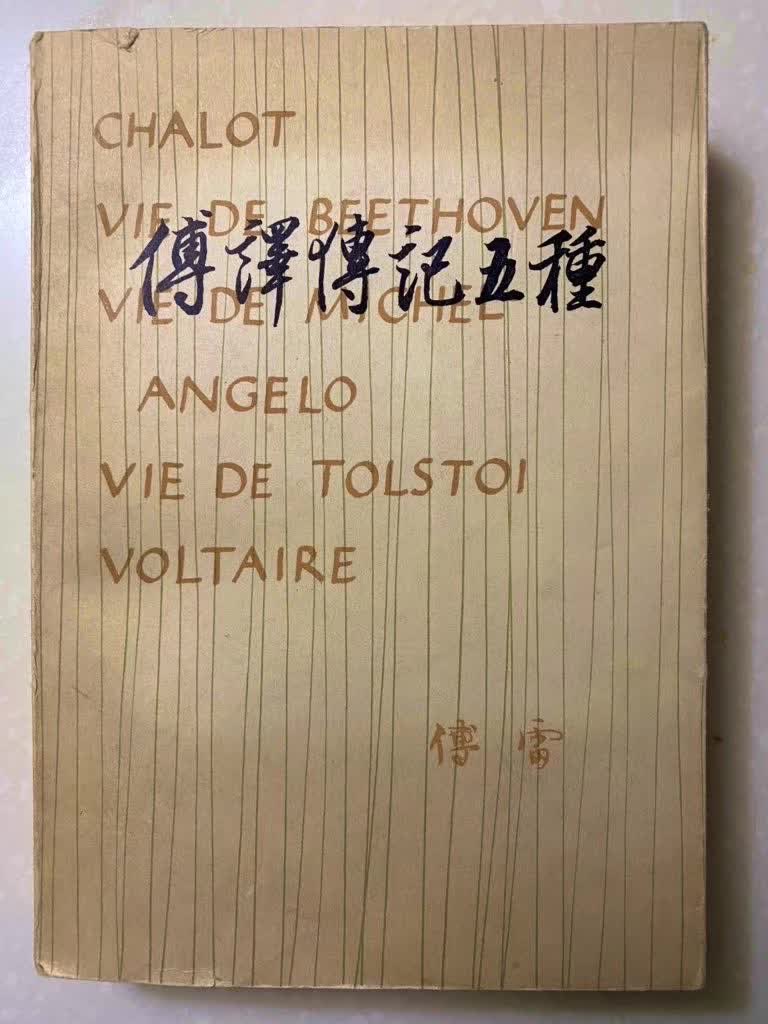 CHALOT
VIE DE BEETHOVEN
傅譯傳記五種
VIE DE MICHEL
ANGELO
VIE DE TOLSTOI
VOLTAIRE
傅雷